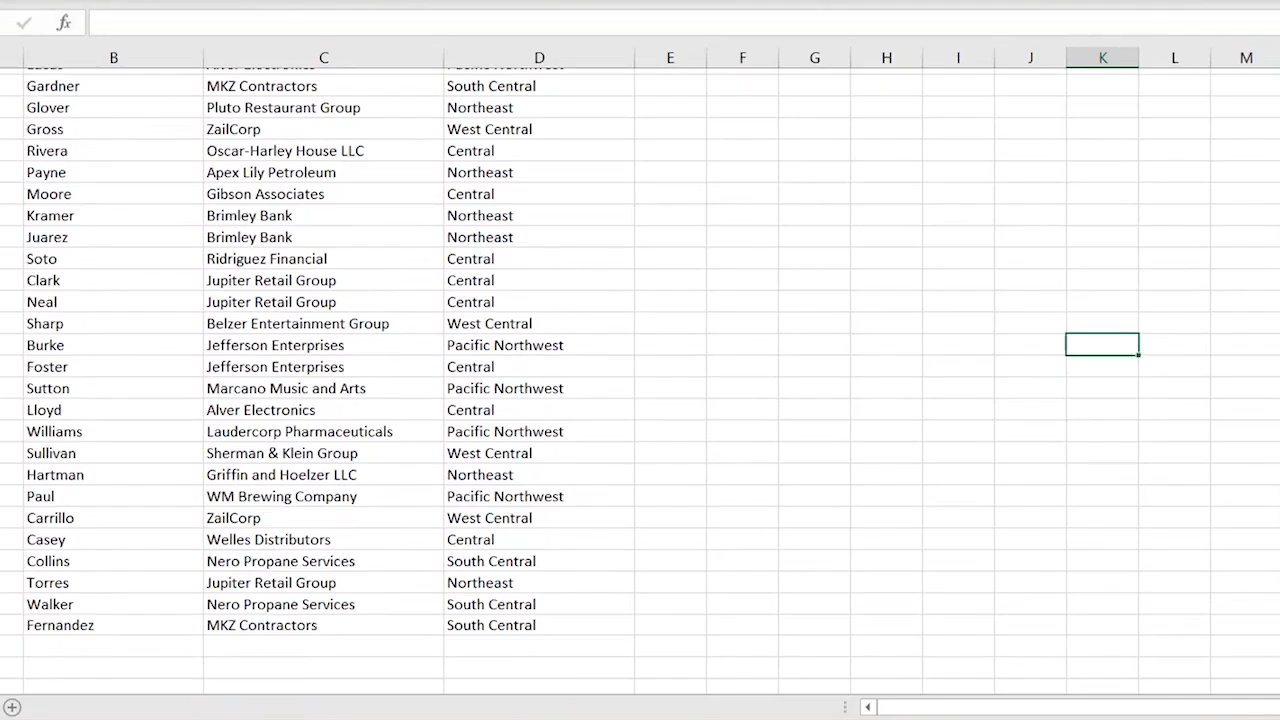 fx
B C D E F G H I J K L M
Gardner MKZ Contractors South Central
Glover Pluto Restaurant Group Northeast
Gross ZailCorp West Central
Rivera Oscar-Harley House LLC Central
Payne Apex Lily Petroleum Northeast
Moore Gibson Associates Central
Kramer Brimley Bank Northeast
Juarez Brimley Bank Northeast
Soto Ridriguez Financial Central
Clark Jupiter Retail Group Central
Neal Jupiter Retail Group Central
Sharp Belzer Entertainment Group West Central
Burke Jefferson Enterprises Pacific Northwest
Foster Jefferson Enterprises Central
Sutton Marcano Music and Arts Pacific Northwest
Lloyd Alver Electronics Central
Williams Laudercorp Pharmaceuticals Pacific Northwest
Sullivan Sherman & Klein Group West Central
Hartman Griffin and Hoelzer LLC Northeast
Paul WM Brewing Company Pacific Northwest
Carrillo ZailCorp West Central
Casey Welles Distributors Central
Collins Nero Propane Services South Central
Torres Jupiter Retail Group Northeast
Walker Nero Propane Services South Central
Fernandez MKZ Contractors South Central